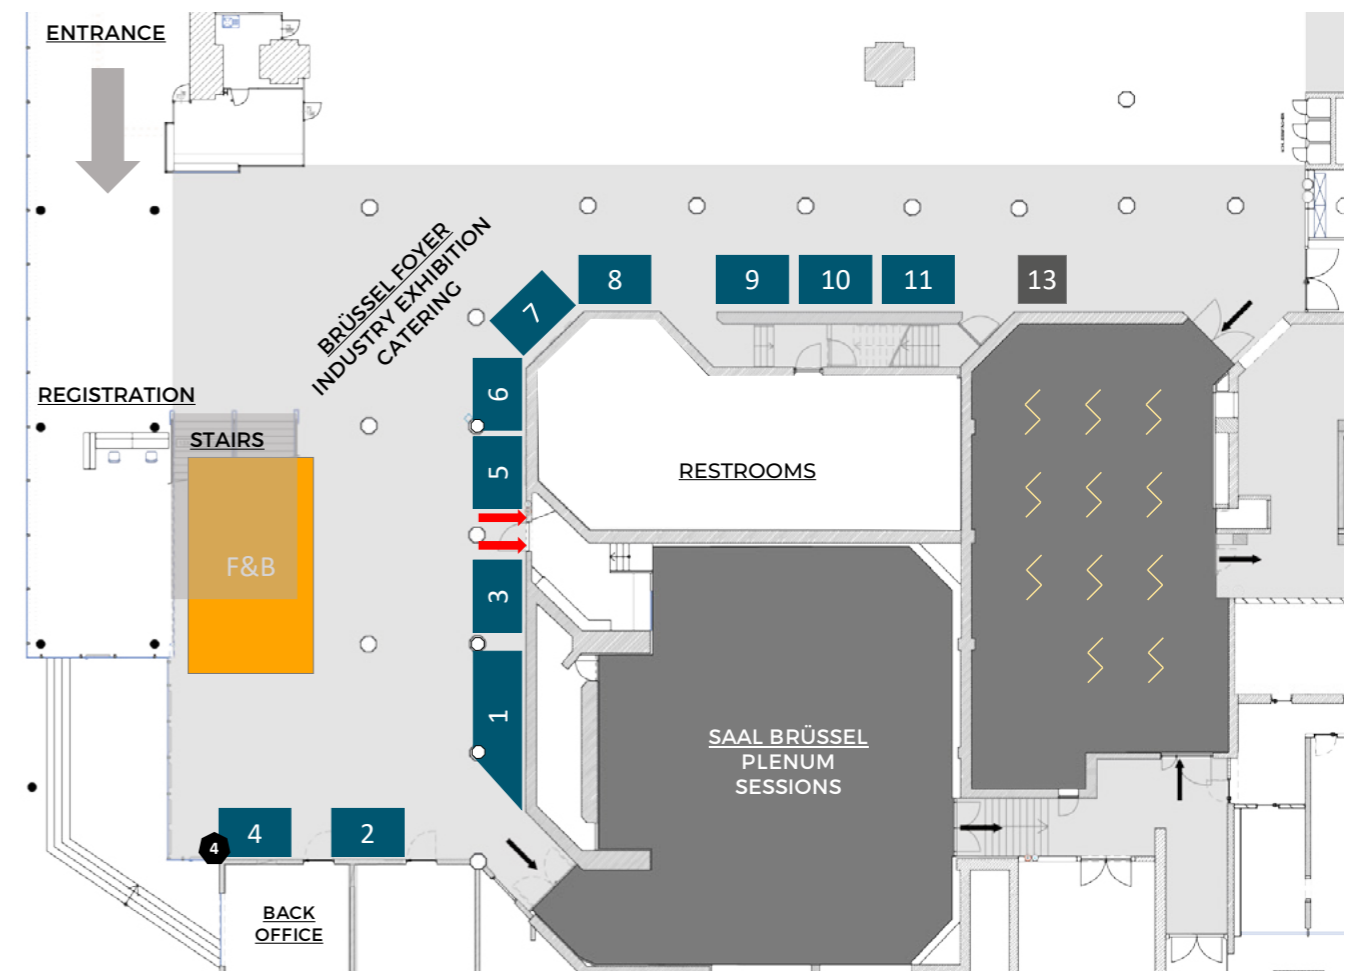 ENTRANCE
BRÜSSEL FOYER
INDUSTRY EXHIBITION
CATERING
7
8
9
10
11
13
6
REGISTRATION
STAIRS
5
RESTROOMS
F&B
3
1
SAAL BRÜSSEL
PLENUM
SESSIONS
4
2
4
BACK
OFFICE